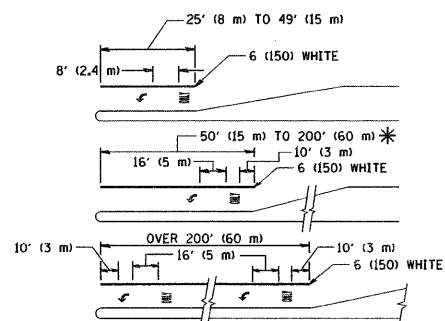 25' (8 m) TO 49' (15 m)
8' (2.4 m)
6 (150) WHITE
ONLY
50' (15 m) TO 200' (60 m) *
16' (5 m)
10' (3 m)
6 (150) WHITE
ONLY
OVER 200' (60 m)
10' (3 m)
16' (5 m)
10' (3 m)
6 (150) WHITE
ONLY
ONLY